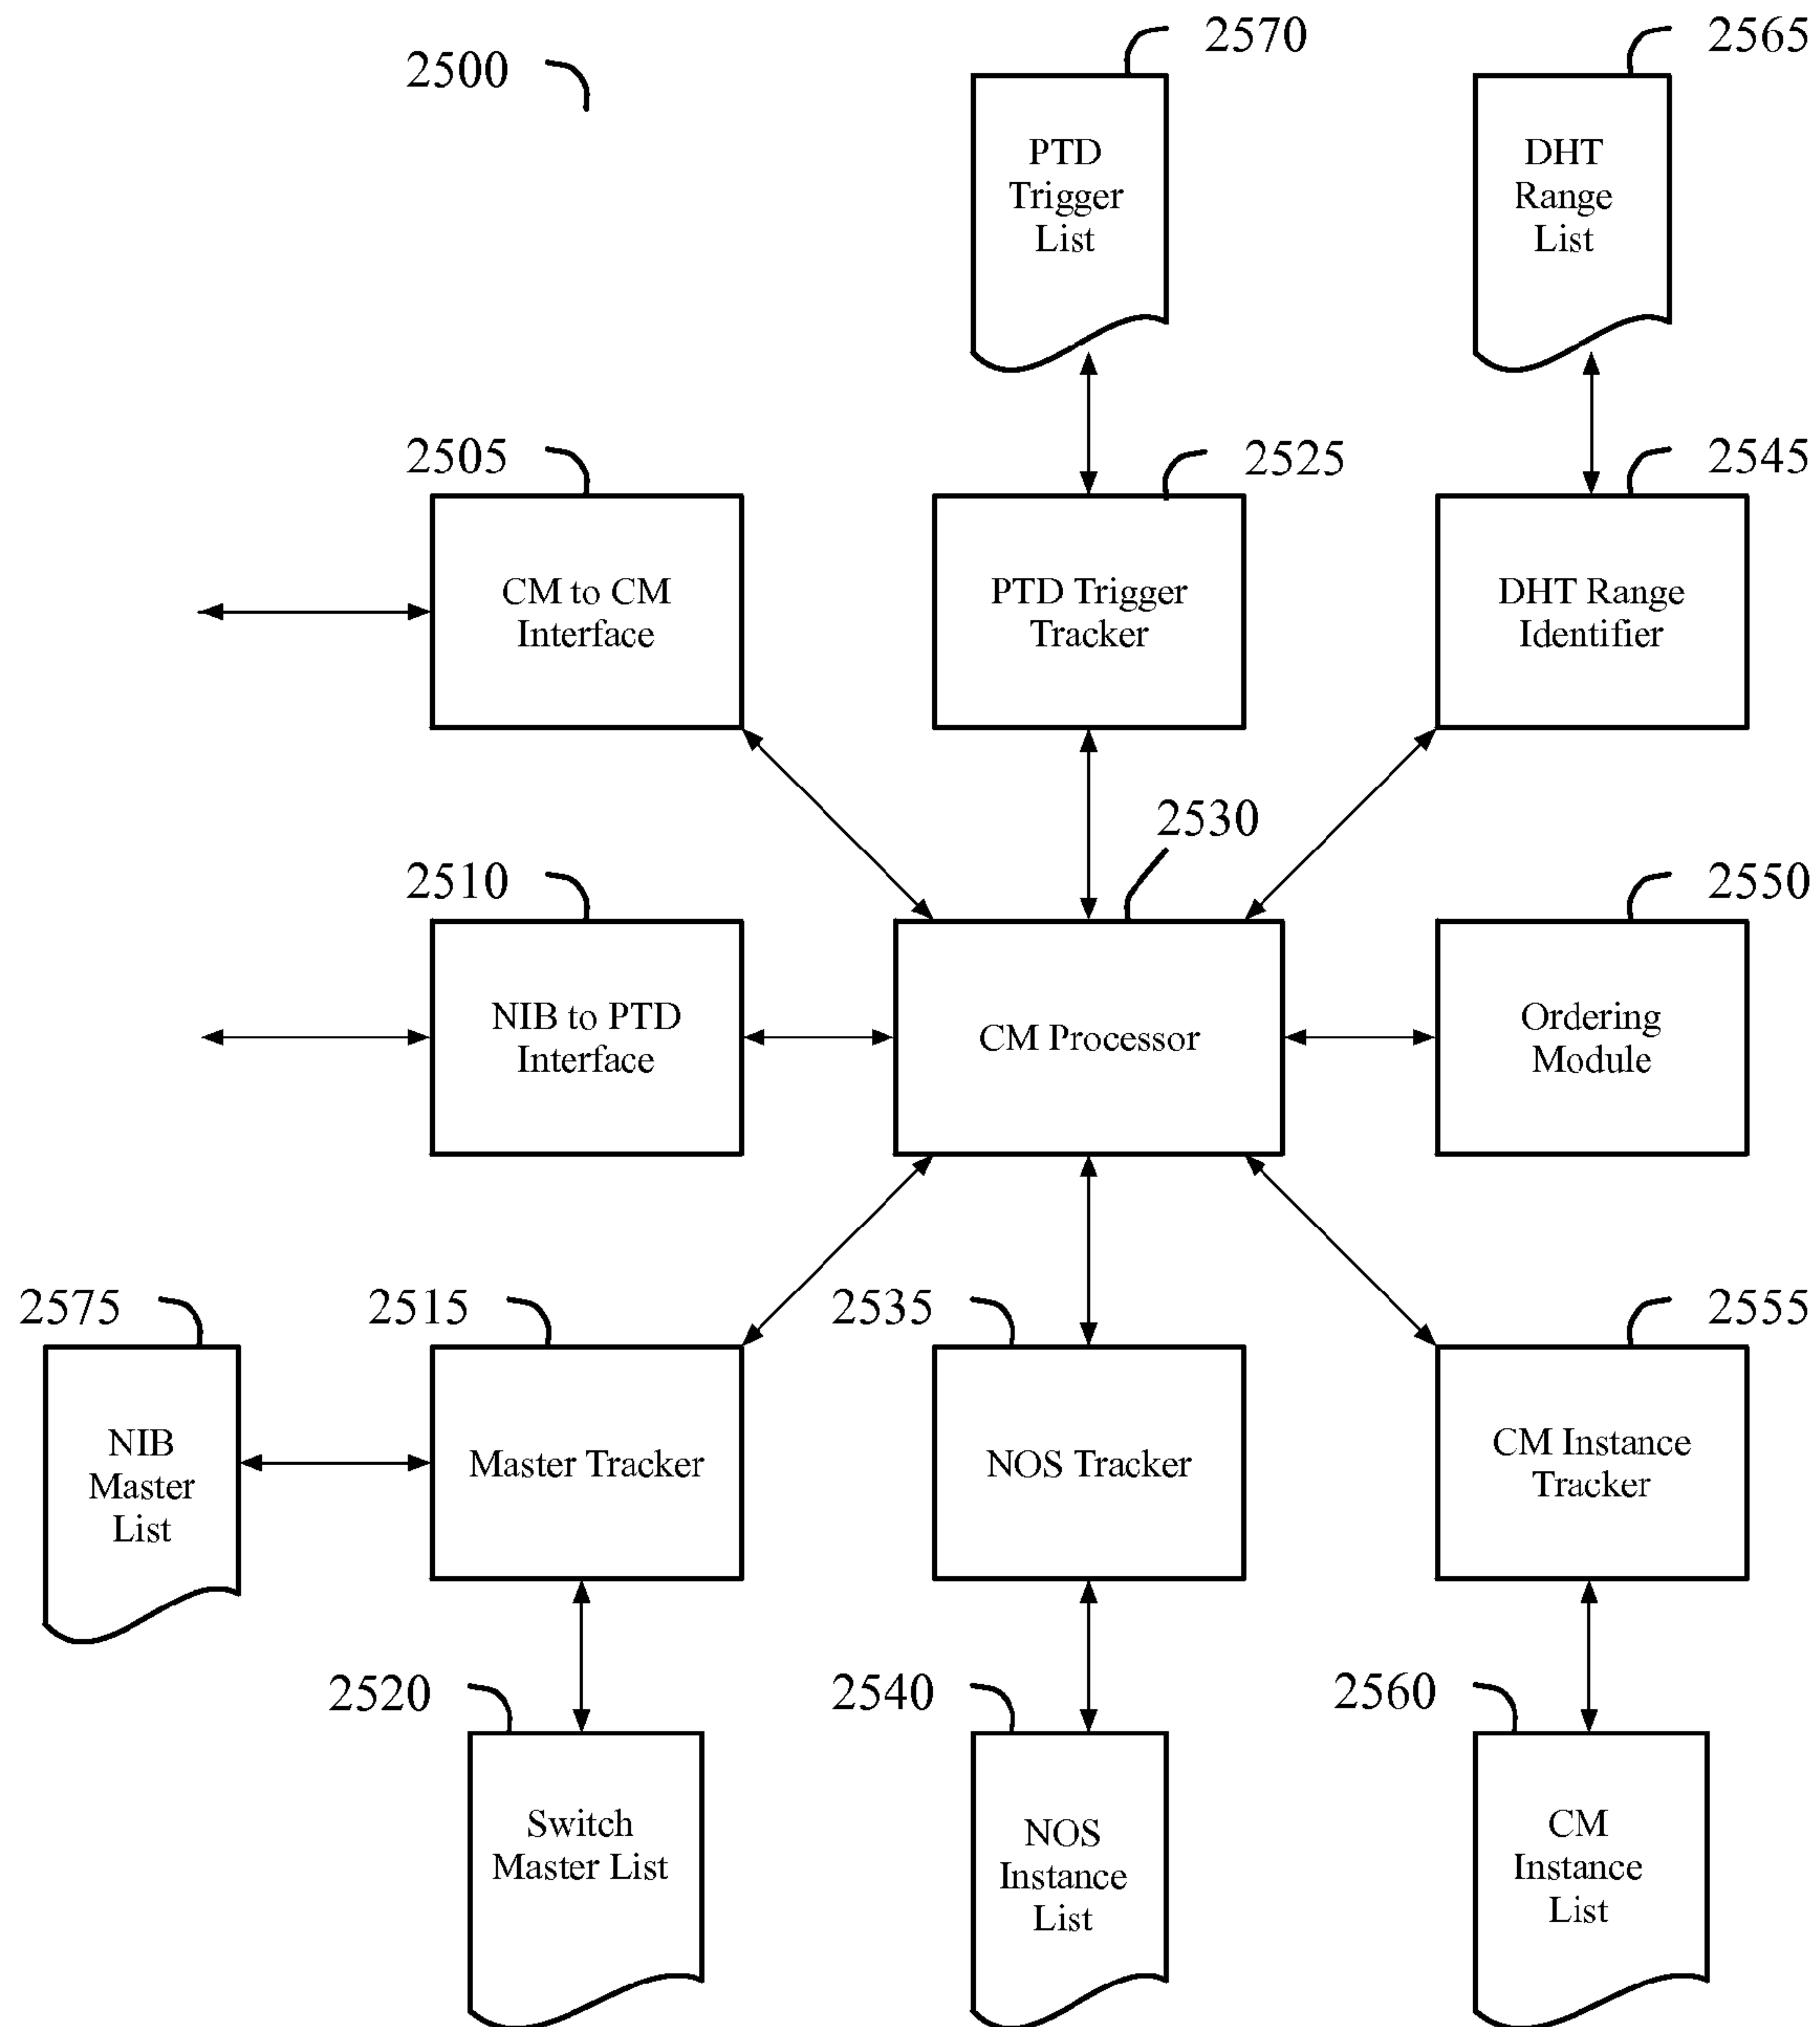 2570
2565
2500
PTD
Trigger
List
DHT
Range
List
2505
2525
2545
CM to CM
Interface
PTD Trigger
Tracker
DHT Range
Identifier
2530
2510
2550
NIB to PTD
Interface
CM Processor
Ordering
Module
2575
2515
2535
2555
NIB
Master
List
Master Tracker
NOS Tracker
CM Instance
Tracker
2520
2540
2560
Switch
Master List
NOS
Instance
List
CM
Instance
List